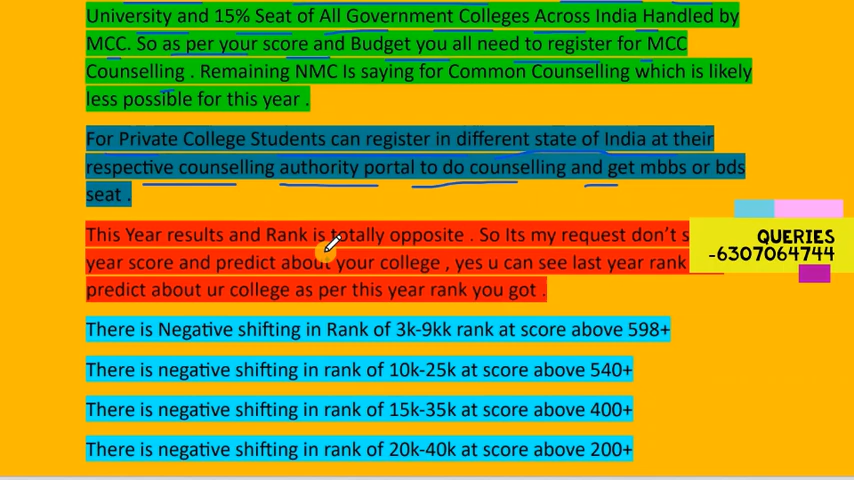 University and 15% Seat of All Government Colleges Across India Handled by
MCC. So as per your score and Budget you all need to register for MCC
Counselling . Remaining NMC Is saying for Common Counselling which is likely
less possible for this year .
For Private College Students can register in different state of India at their
respective counselling authority portal to do counselling and get mbbs or bds
seat .
This Year results and Rank is totally opposite . So Its my request don't s
year score and predict about your college , yes u can see last year rank
predict about ur college as per this year rank you got .
QUERIES
-6307064744
There is Negative shifting in Rank of 3k-9kk rank at score above 598+
There is negative shifting in rank of 10k-25k at score above 540+
There is negative shifting in rank of 15k-35k at score above 400+
There is negative shifting in rank of 20k-40k at score above 200+